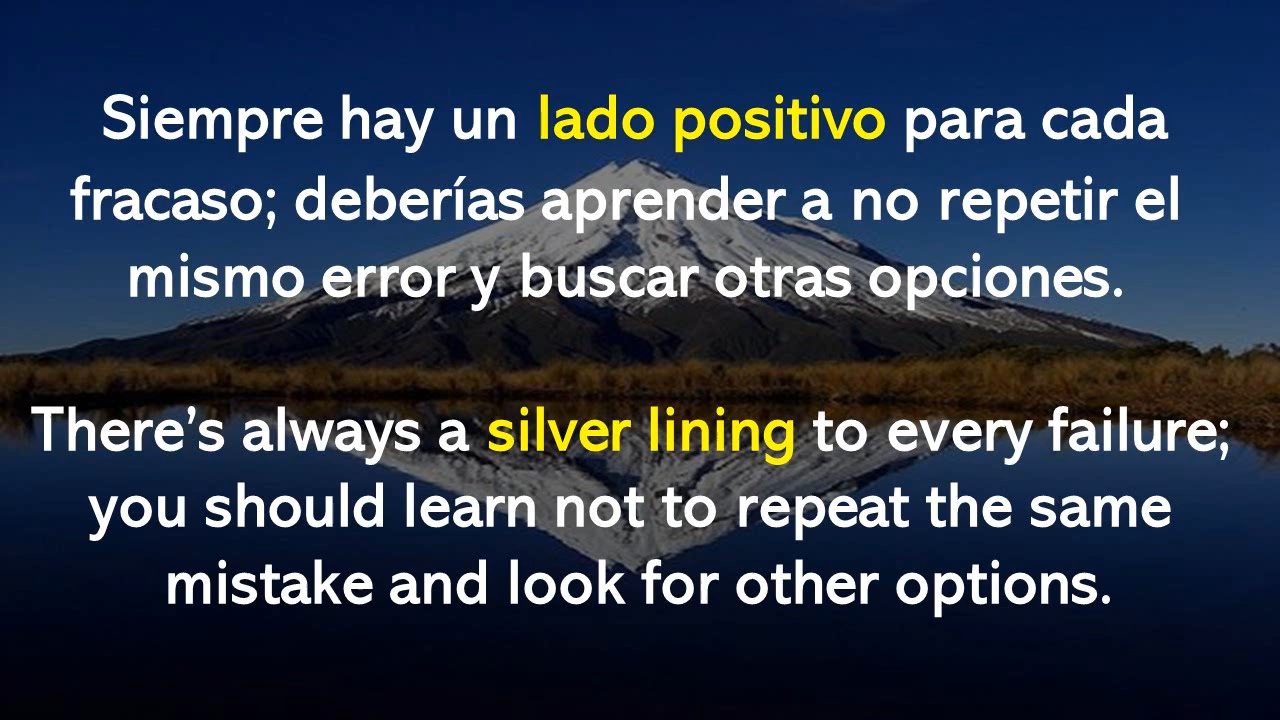 Siempre hay un lado positivo para cada
fracaso; deberías aprender a no repetir el
mismo error y buscar otras opciones.
There’s always a silver lining to every failure;
you should learn not to repeat the same
mistake and look for other options.